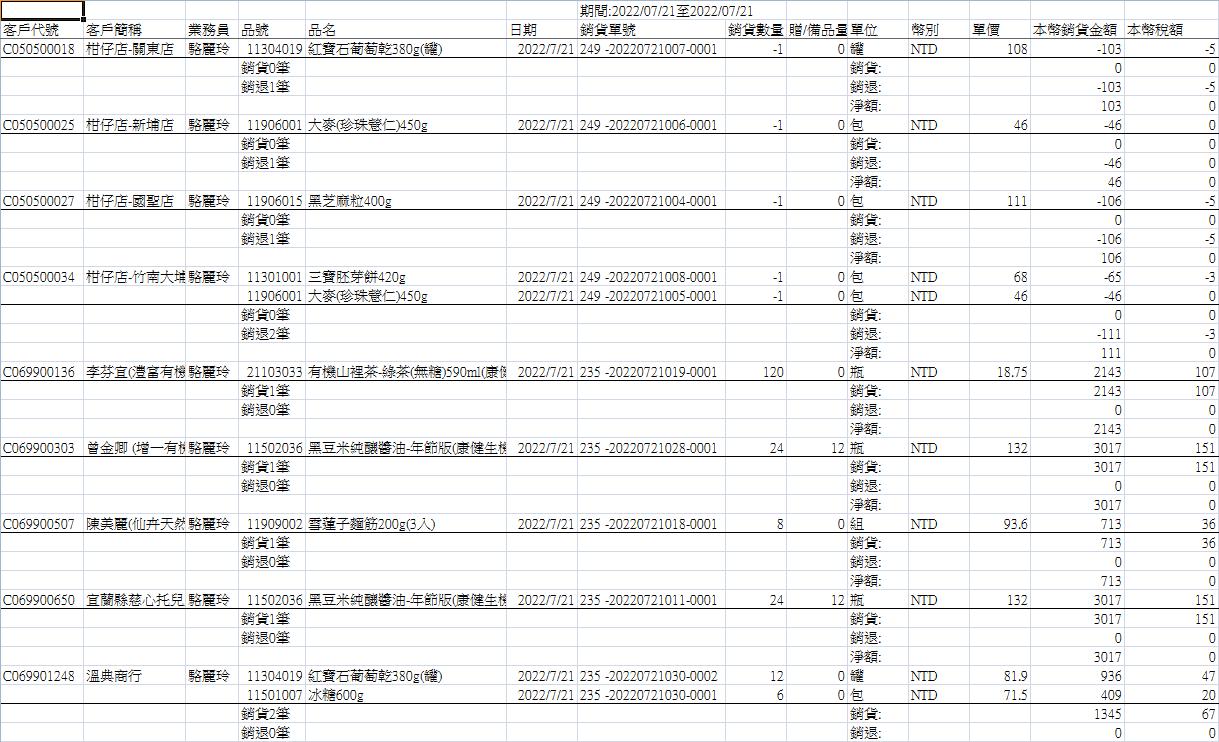 期間:2022/07/21至2022/07/21
客戶代號 客戶簡稱 業務員 品號 品名 日期 銷貨單號 銷貨數量 贈/備品量 單位 幣別 單價 本幣銷貨金額 本幣稅額
C050500018 柑仔店-關東店 駱麗玲 11304019 紅寶石葡萄乾380g(罐) 2022/7/21 249 -20220721007-0001 -1 0 罐 NTD 108 -103 -5
銷貨0筆 銷貨: 0 0
銷退1筆 銷退: -103 -5
淨額: 103 0
C050500025 柑仔店-新埔店 駱麗玲 11906001 大麥(珍珠薏仁)450g 2022/7/21 249 -20220721006-0001 -1 0 包 NTD 46 -46 0
銷貨0筆 銷貨: 0 0
銷退1筆 銷退: -46 0
淨額: 46 0
C050500027 柑仔店-國聖店 駱麗玲 11906015 黑芝麻粒400g 2022/7/21 249 -20220721004-0001 -1 0 包 NTD 111 -106 -5
銷貨0筆 銷貨: 0 0
銷退1筆 銷退: -106 -5
淨額: 106 0
C050500034 柑仔店-竹南大埔 駱麗玲 11301001 三寶胚芽餅420g 2022/7/21 249 -20220721008-0001 -1 0 包 NTD 68 -65 -3
11906001 大麥(珍珠薏仁)450g 2022/7/21 249 -20220721005-0001 -1 0 包 NTD 46 -46 0
銷貨0筆 銷貨: 0 0
銷退2筆 銷退: -111 -3
淨額: 111 0
C069900136 李芬宜(澧富有機 駱麗玲 21103033 有機山裡茶-綠茶(無糖)590ml(康健 2022/7/21 235 -20220721019-0001 120 0 瓶 NTD 18.75 2143 107
銷貨1筆 銷貨: 2143 107
銷退0筆 銷退: 0 0
淨額: 2143 0
C069900303 曾金卿 (增一有機 駱麗玲 11502036 黑豆米純釀醬油-年節版(康健生機 2022/7/21 235 -20220721028-0001 24 12 瓶 NTD 132 3017 151
銷貨1筆 銷貨: 3017 151
銷退0筆 銷退: 0 0
淨額: 3017 0
C069900507 陳美麗(仙卉天然 駱麗玲 11909002 雪蓮子麵筋200g(3入) 2022/7/21 235 -20220721018-0001 8 0 組 NTD 93.6 713 36
銷貨1筆 銷貨: 713 36
銷退0筆 銷退: 0 0
淨額: 713 0
C069900650 宜蘭縣慈心托兒 駱麗玲 11502036 黑豆米純釀醬油-年節版(康健生機 2022/7/21 235 -20220721011-0001 24 12 瓶 NTD 132 3017 151
銷貨1筆 銷貨: 3017 151
銷退0筆 銷退: 0 0
淨額: 3017 0
C069901248 溫典商行 駱麗玲 11304019 紅寶石葡萄乾380g(罐) 2022/7/21 235 -20220721030-0002 12 0 罐 NTD 81.9 936 47
11501007 冰糖600g 2022/7/21 235 -20220721030-0001 6 0 包 NTD 71.5 409 20
銷貨2筆 銷貨: 1345 67
銷退0筆 銷退: 0 0